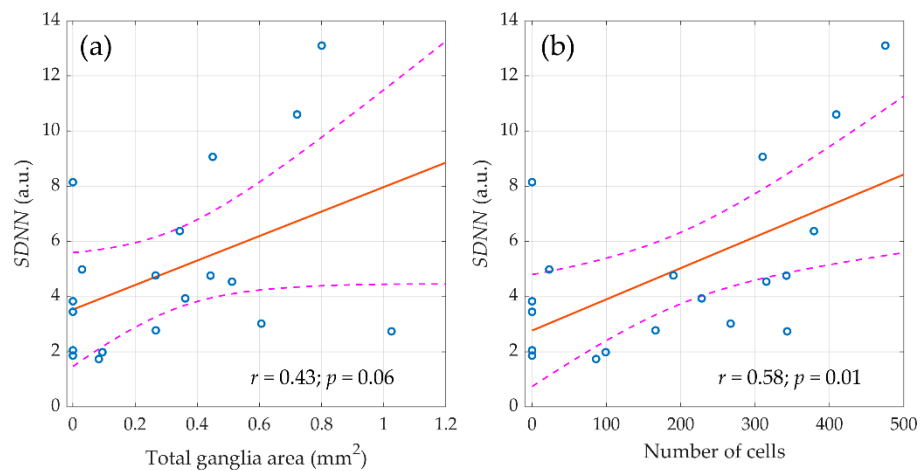 (a)
SDNN (a.u.)
14
12
10
8
6
4
2
0
r = 0.43; p = 0.06
0 0.2 0.4 0.6 0.8 1 1.2
Total ganglia area (mm²)
(b)
SDNN (a.u.)
14
12
10
8
6
4
2
0
r = 0.58; p = 0.01
0 100 200 300 400 500
Number of cells